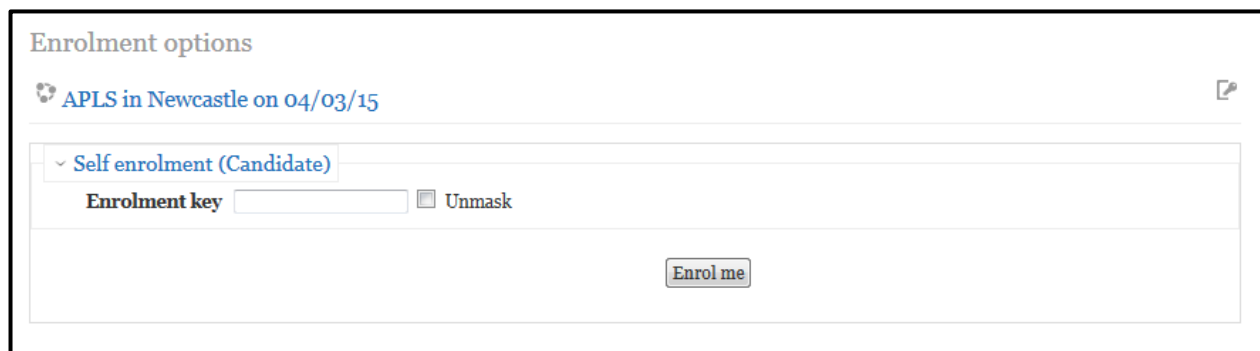 Enrolment options
APLS in Newcastle on 04/03/15
Self enrolment (Candidate)
Enrolment key Unmask
Enrol me